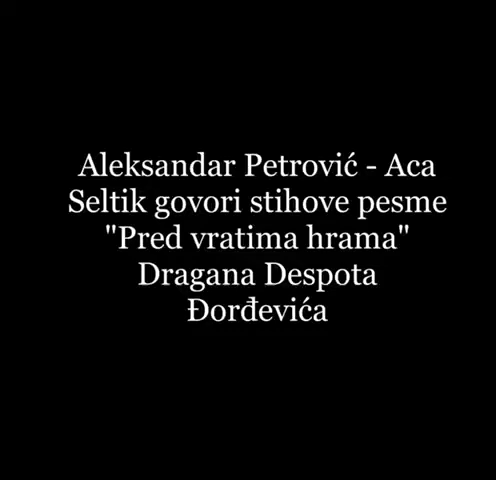 Aleksandar Petrović - Aca
Seltik govori stihove pesme
"Pred vratima hrama"
Dragana Despota
Đorđevića